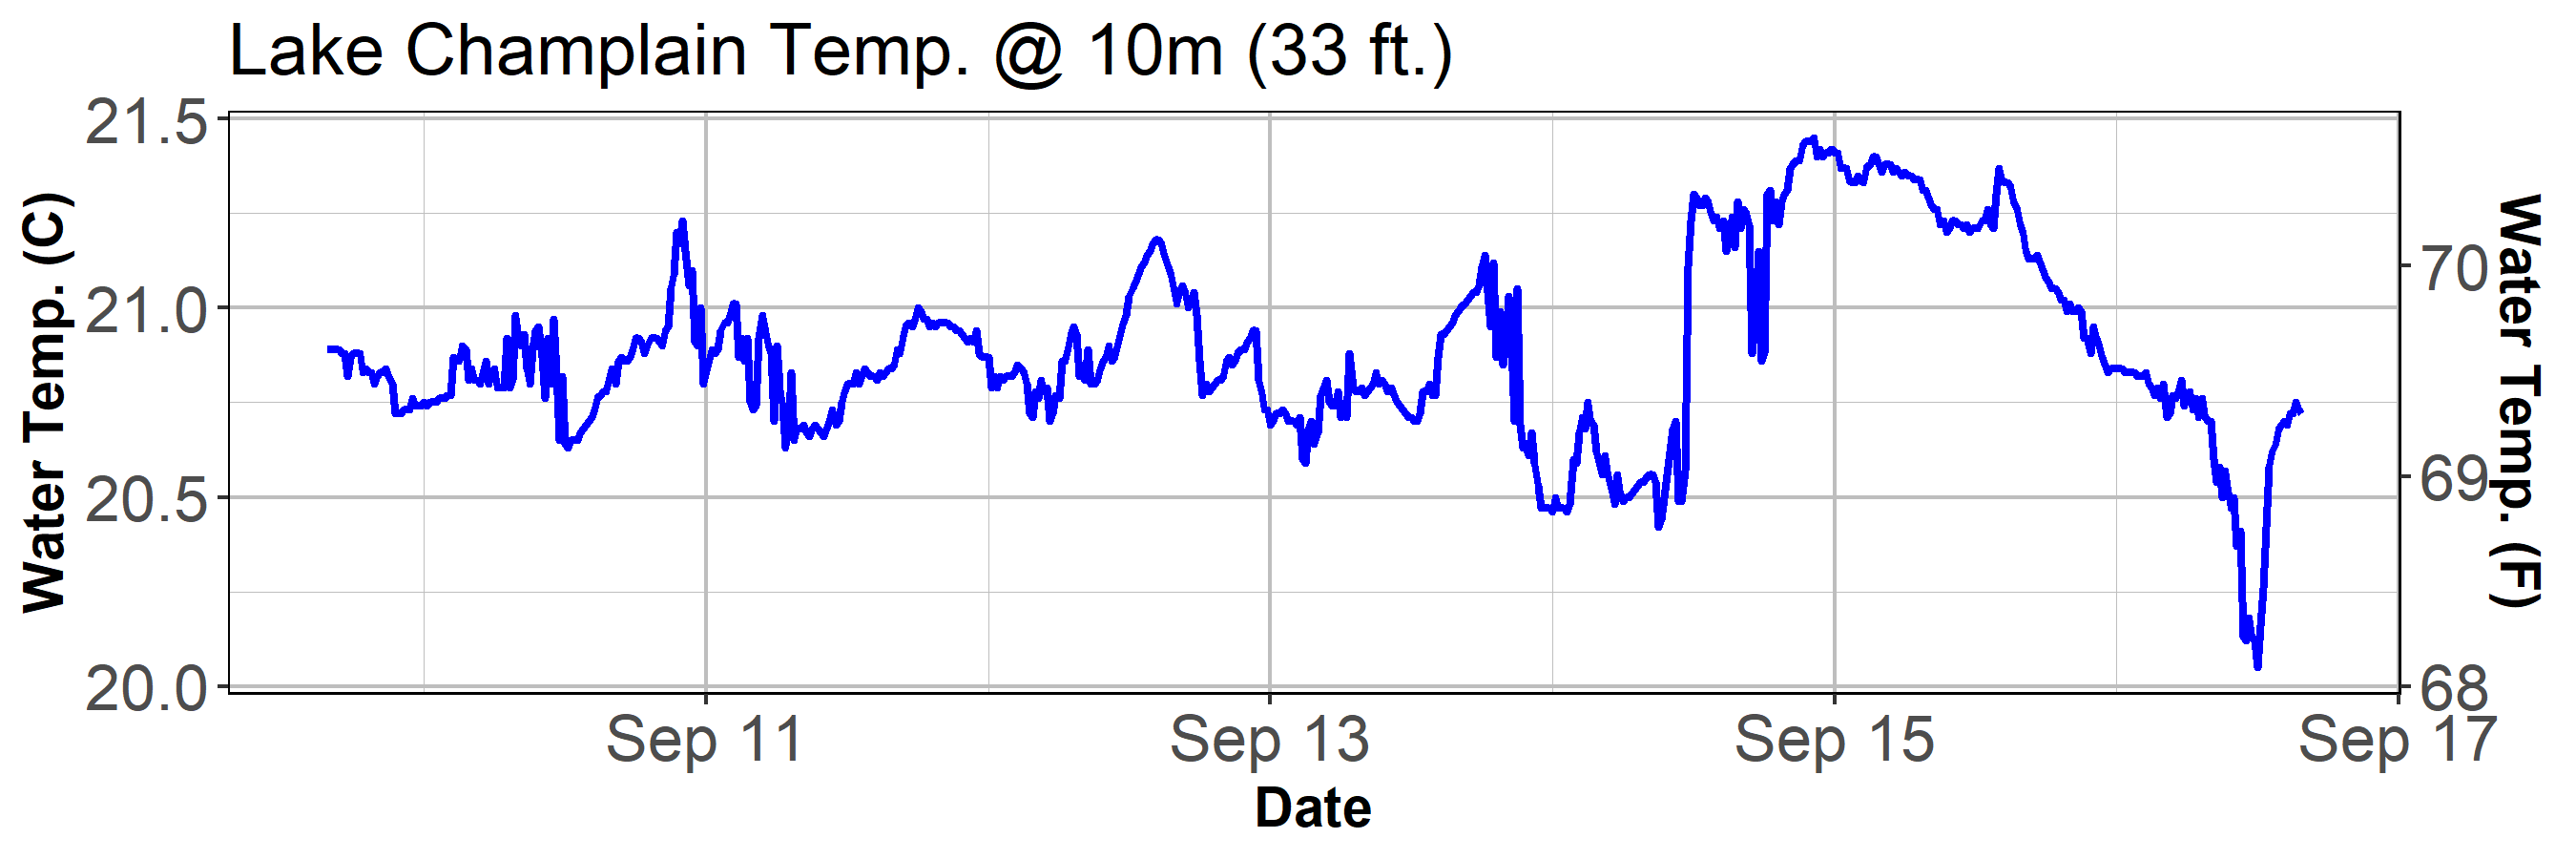 Lake Champlain Temp. @ 10m (33 ft.)
Water Temp. (C)
21.5
21.0
20.5
20.0
70
69
68
Water Temp. (F)
Sep 11
Sep 13
Sep 15
Sep 17
Date